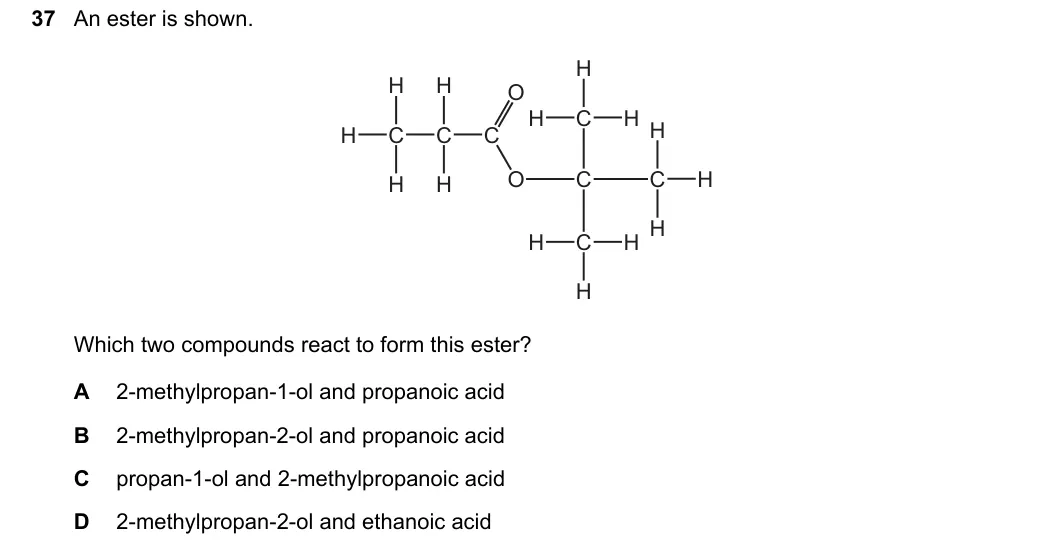 37 An ester is shown.
H
H H O
H C H
H
H C C C
O C C H
H H
H
H C H
H
Which two compounds react to form this ester?
A 2-methylpropan-1-ol and propanoic acid
B 2-methylpropan-2-ol and propanoic acid
C propan-1-ol and 2-methylpropanoic acid
D 2-methylpropan-2-ol and ethanoic acid